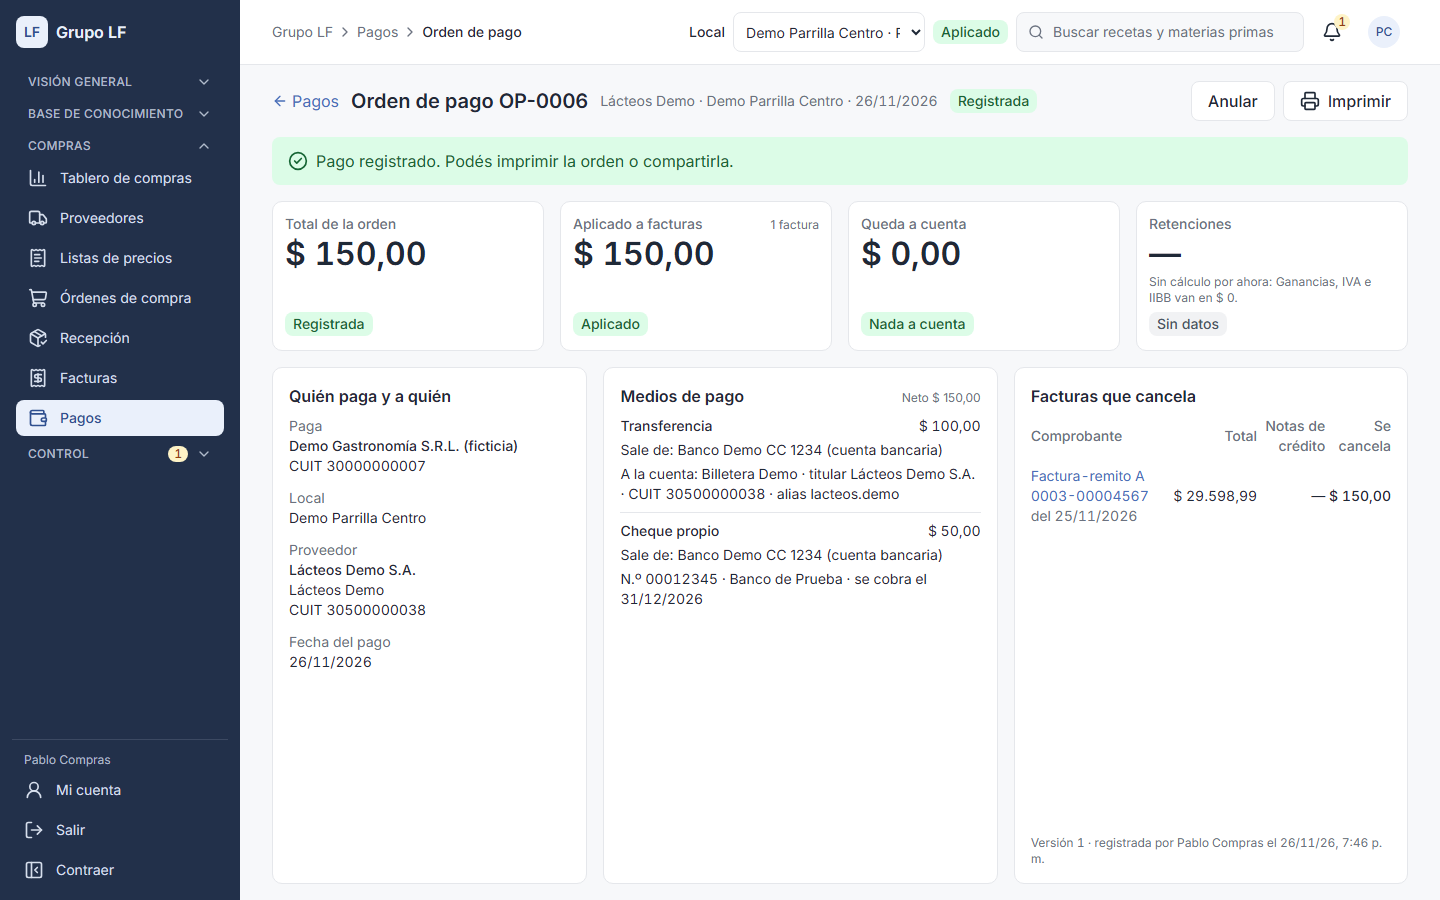 LF Grupo LF
VISIÓN GENERAL
BASE DE CONOCIMIENTO
COMPRAS
Tablero de compras
Proveedores
Listas de precios
Órdenes de compra
Recepción
Facturas
Pagos
CONTROL 1
Pablo Compras
Mi cuenta
Salir
Contraer
Grupo LF > Pagos > Orden de pago
Local Demo Parrilla Centro · Aplicado
Buscar recetas y materias primas
1
PC
← Pagos Orden de pago OP-0006 Lácteos Demo · Demo Parrilla Centro · 26/11/2026 Registrada
Anular Imprimir
Pago registrado. Podés imprimir la orden o compartirla.
Total de la orden
$ 150,00
Registrada
Aplicado a facturas 1 factura
$ 150,00
Aplicado
Queda a cuenta
$ 0,00
Nada a cuenta
Retenciones
—
Sin cálculo por ahora: Ganancias, IVA e
IIBB van en $ 0.
Sin datos
Quién paga y a quién
Paga
Demo Gastronomía S.R.L. (ficticia)
CUIT 30000000007
Local
Demo Parrilla Centro
Proveedor
Lácteos Demo S.A.
Lácteos Demo
CUIT 30500000038
Fecha del pago
26/11/2026
Medios de pago Neto $ 150,00
Transferencia $ 100,00
Sale de: Banco Demo CC 1234 (cuenta bancaria)
A la cuenta: Billetera Demo · titular Lácteos Demo S.A.
· CUIT 30500000038 · alias lacteos.demo
Cheque propio $ 50,00
Sale de: Banco Demo CC 1234 (cuenta bancaria)
N.º 00012345 · Banco de Prueba · se cobra el
31/12/2026
Facturas que cancela
Comprobante Total Notas de crédito Se cancela
Factura-remito A
0003-00004567 $ 29.598,99 — $ 150,00
del 25/11/2026
Versión 1 · registrada por Pablo Compras el 26/11/26, 7:46 p.
m.